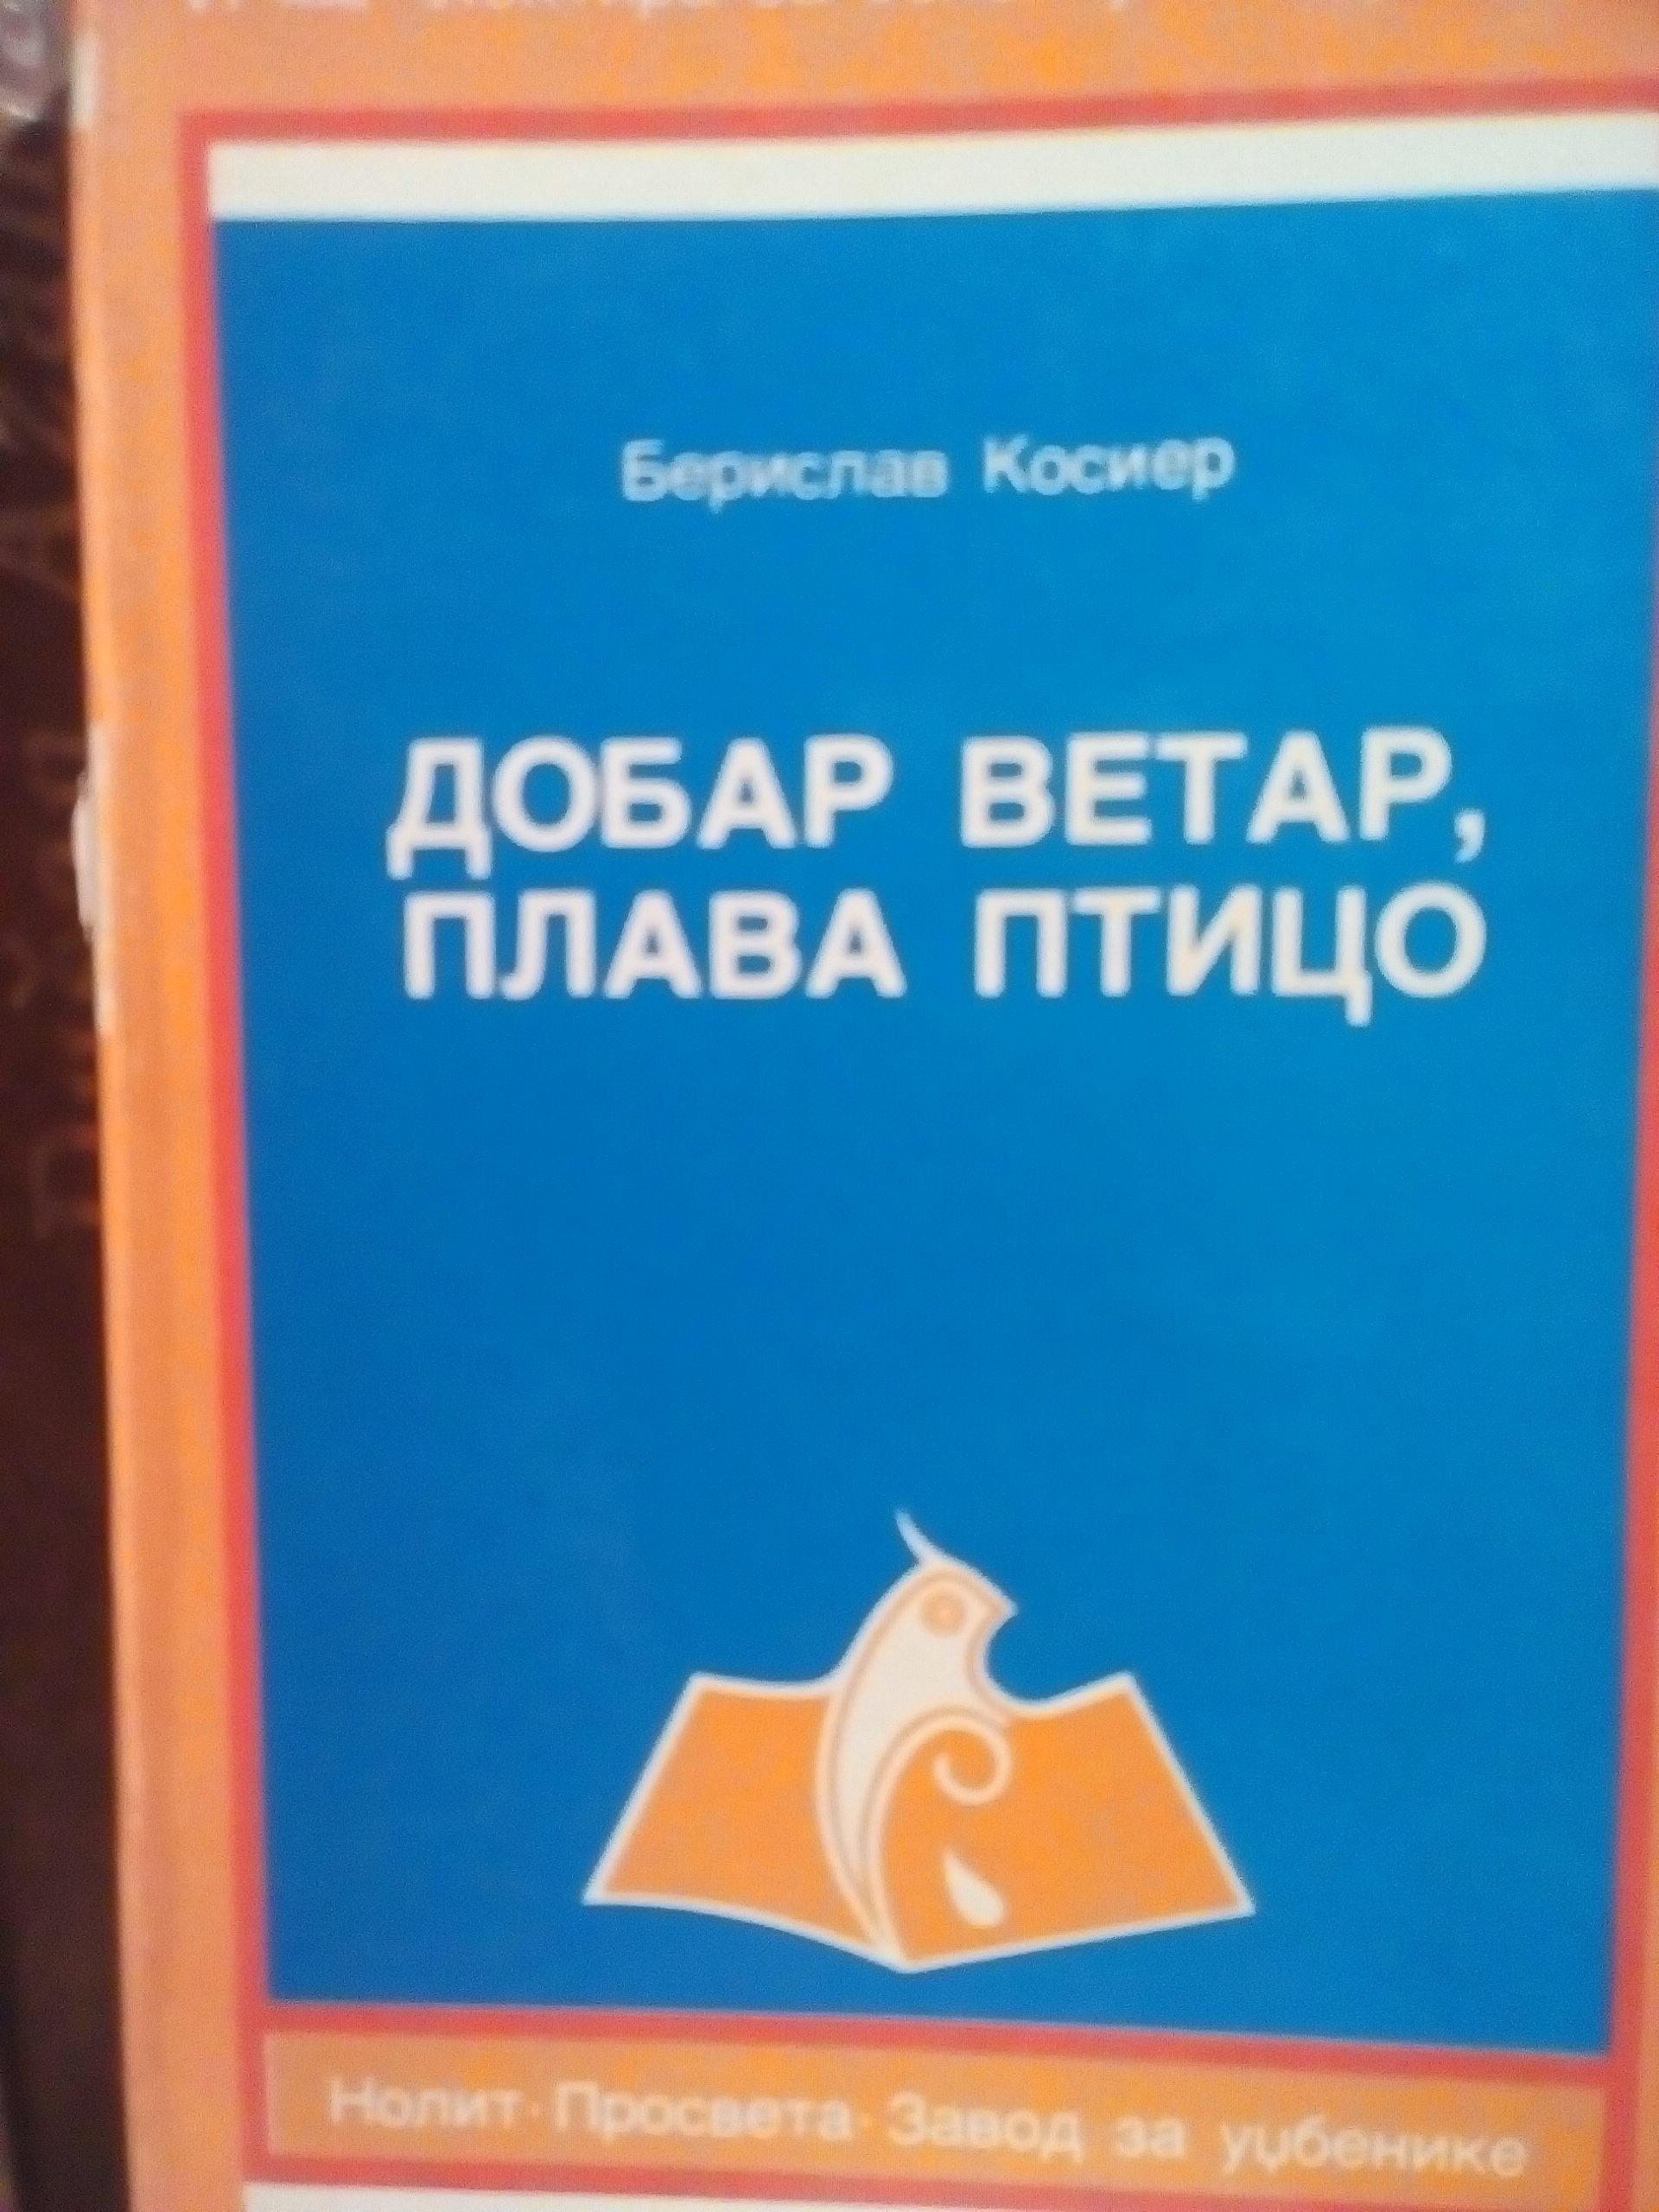 Берислав Косиер
ДОБАР ВЕТАР,
ПЛАВА ПТИЦО
Нолит · Просвета · Завод за уџбенике